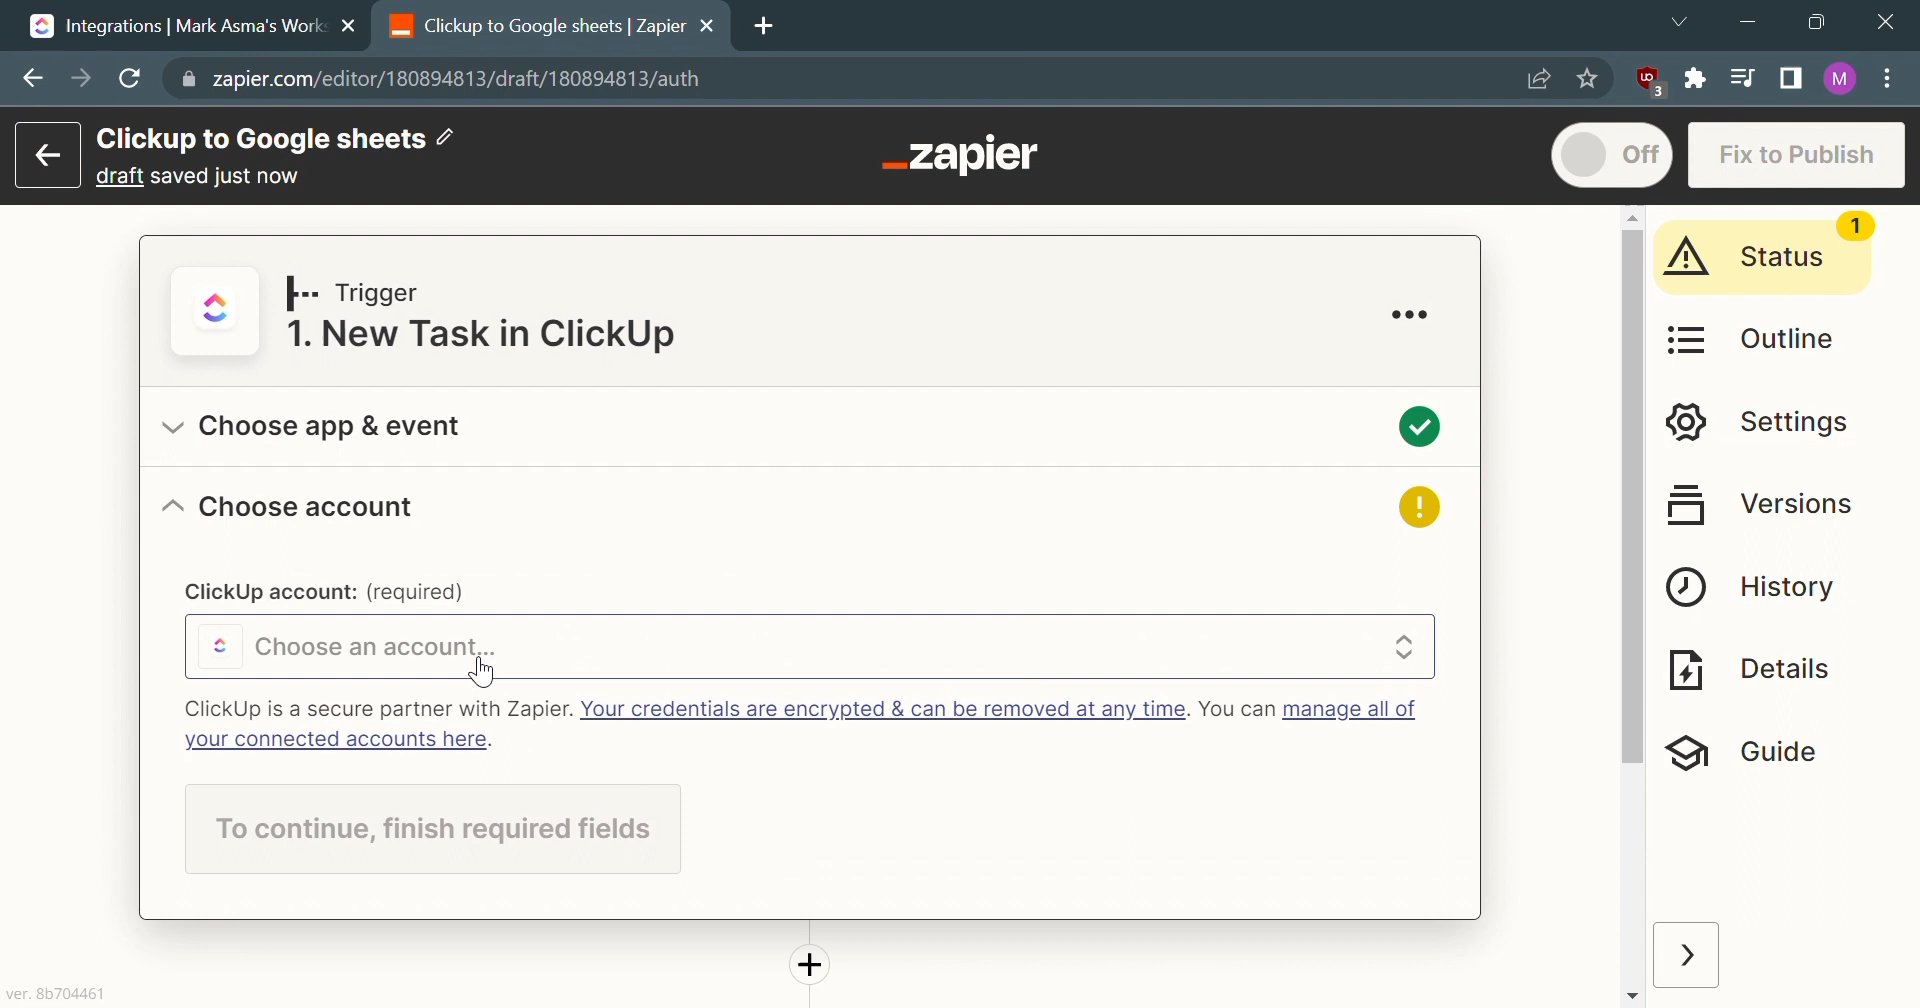 Integrations | Mark Asma's Works
Clickup to Google sheets | Zapier
zapier.com/editor/180894813/draft/180894813/auth
3
M
Clickup to Google sheets
draft saved just now
zapier
Off
Fix to Publish
Trigger
1. New Task in ClickUp
Choose app & event
Choose account
ClickUp account: (required)
Choose an account...
ClickUp is a secure partner with Zapier. Your credentials are encrypted & can be removed at any time. You can manage all of
your connected accounts here.
To continue, finish required fields
1
Status
Outline
Settings
Versions
History
Details
Guide
ver. 8b704461